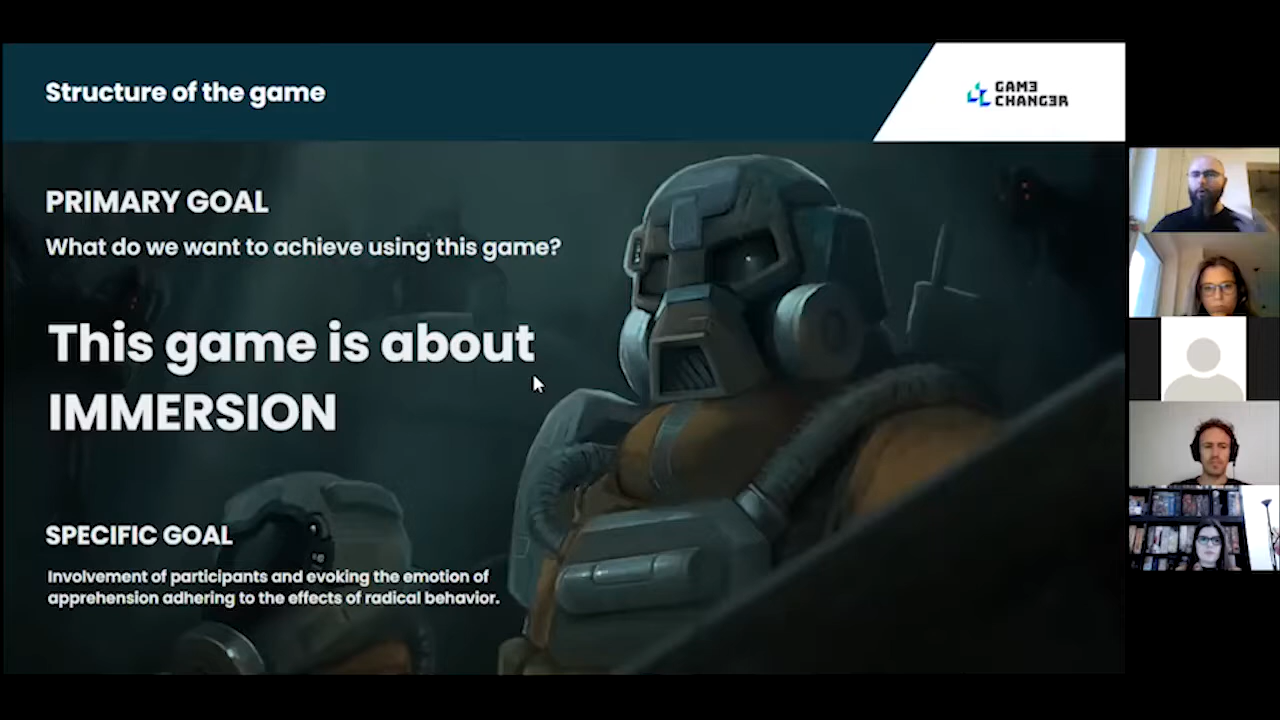 Structure of the game
GAMƎ
CHANGƎR
PRIMARY GOAL
What do we want to achieve using this game?
This game is about
IMMERSION
SPECIFIC GOAL
Involvement of participants and evoking the emotion of
apprehension adhering to the effects of radical behavior.